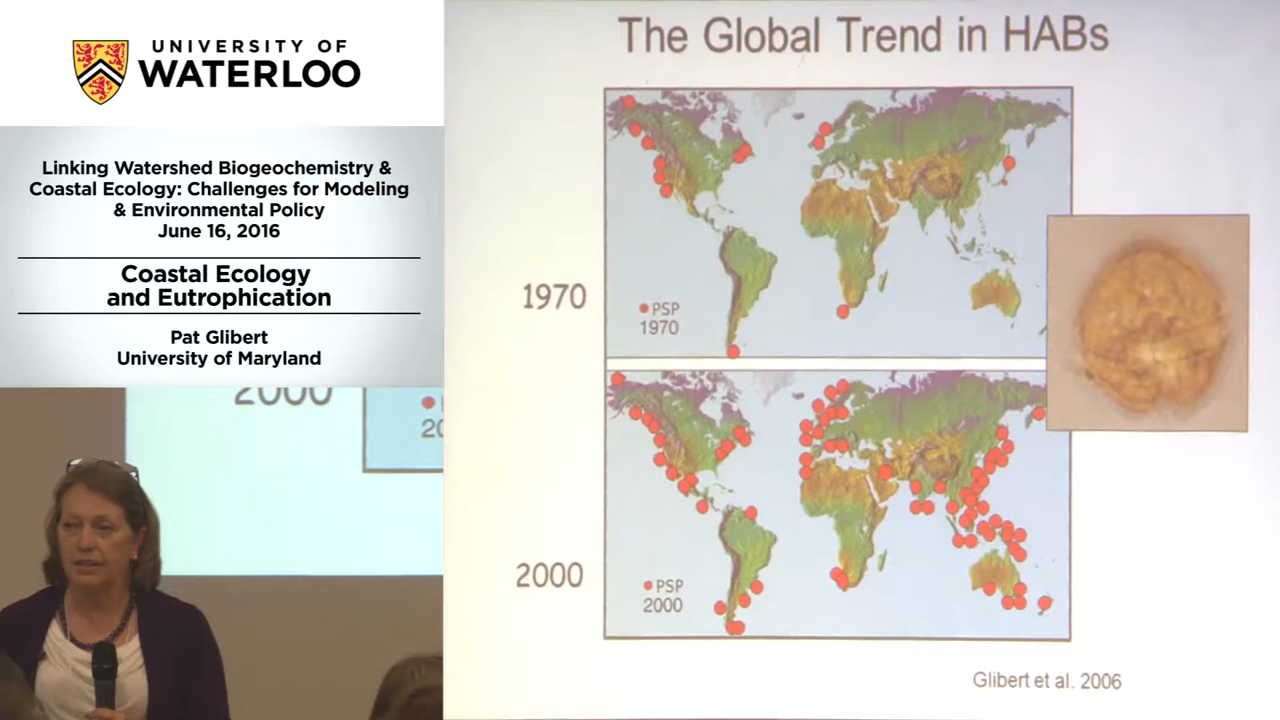 UNIVERSITY OF
WATERLOO
Linking Watershed Biogeochemistry &
Coastal Ecology: Challenges for Modeling
& Environmental Policy
June 16, 2016
Coastal Ecology
and Eutrophication
Pat Glibert
University of Maryland
2000
20
The Global Trend in HABs
1970
PSP
1970
2000
PSP
2000
Glibert et al. 2006